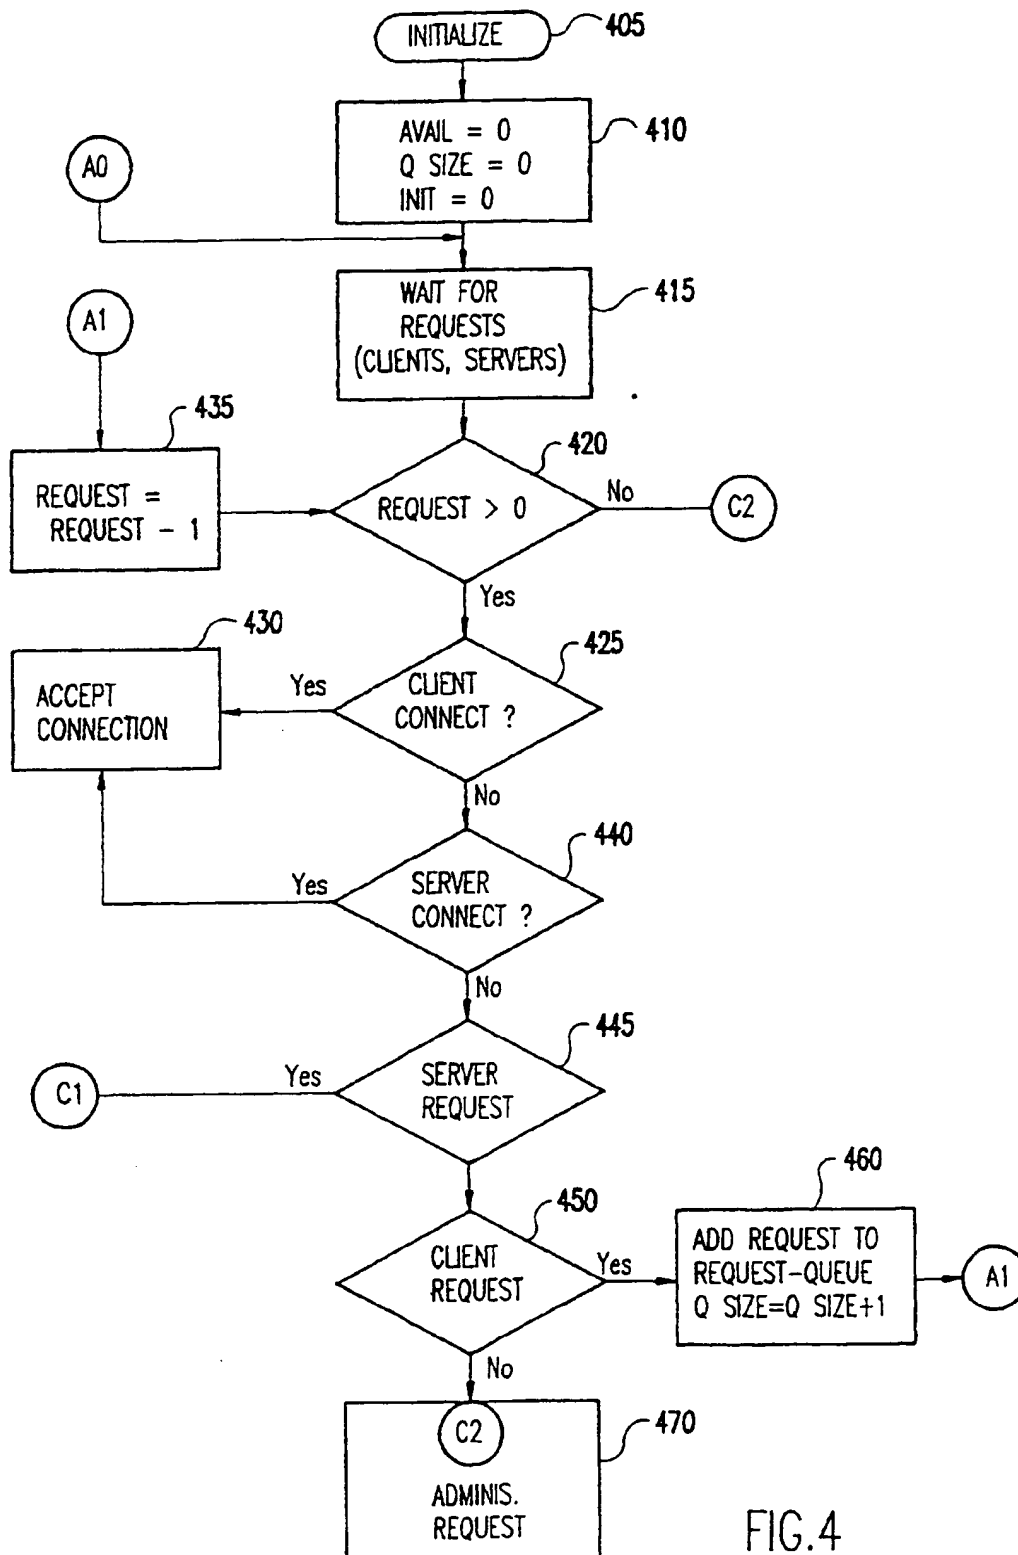 INITIALIZE
405
AVAIL = 0
Q SIZE = 0
INIT = 0
410
A0
WAIT FOR
REQUESTS
(CLIENTS, SERVERS)
415
A1
435
REQUEST =
REQUEST - 1
420
REQUEST > 0
No
C2
Yes
430
ACCEPT
CONNECTION
Yes
425
CLIENT
CONNECT ?
No
440
Yes
SERVER
CONNECT ?
No
445
C1
Yes
SERVER
REQUEST
450
CLIENT
REQUEST
Yes
460
ADD REQUEST TO
REQUEST-QUEUE
Q SIZE=Q SIZE+1
A1
No
C2
470
ADMINIS.
REQUEST
FIG.4